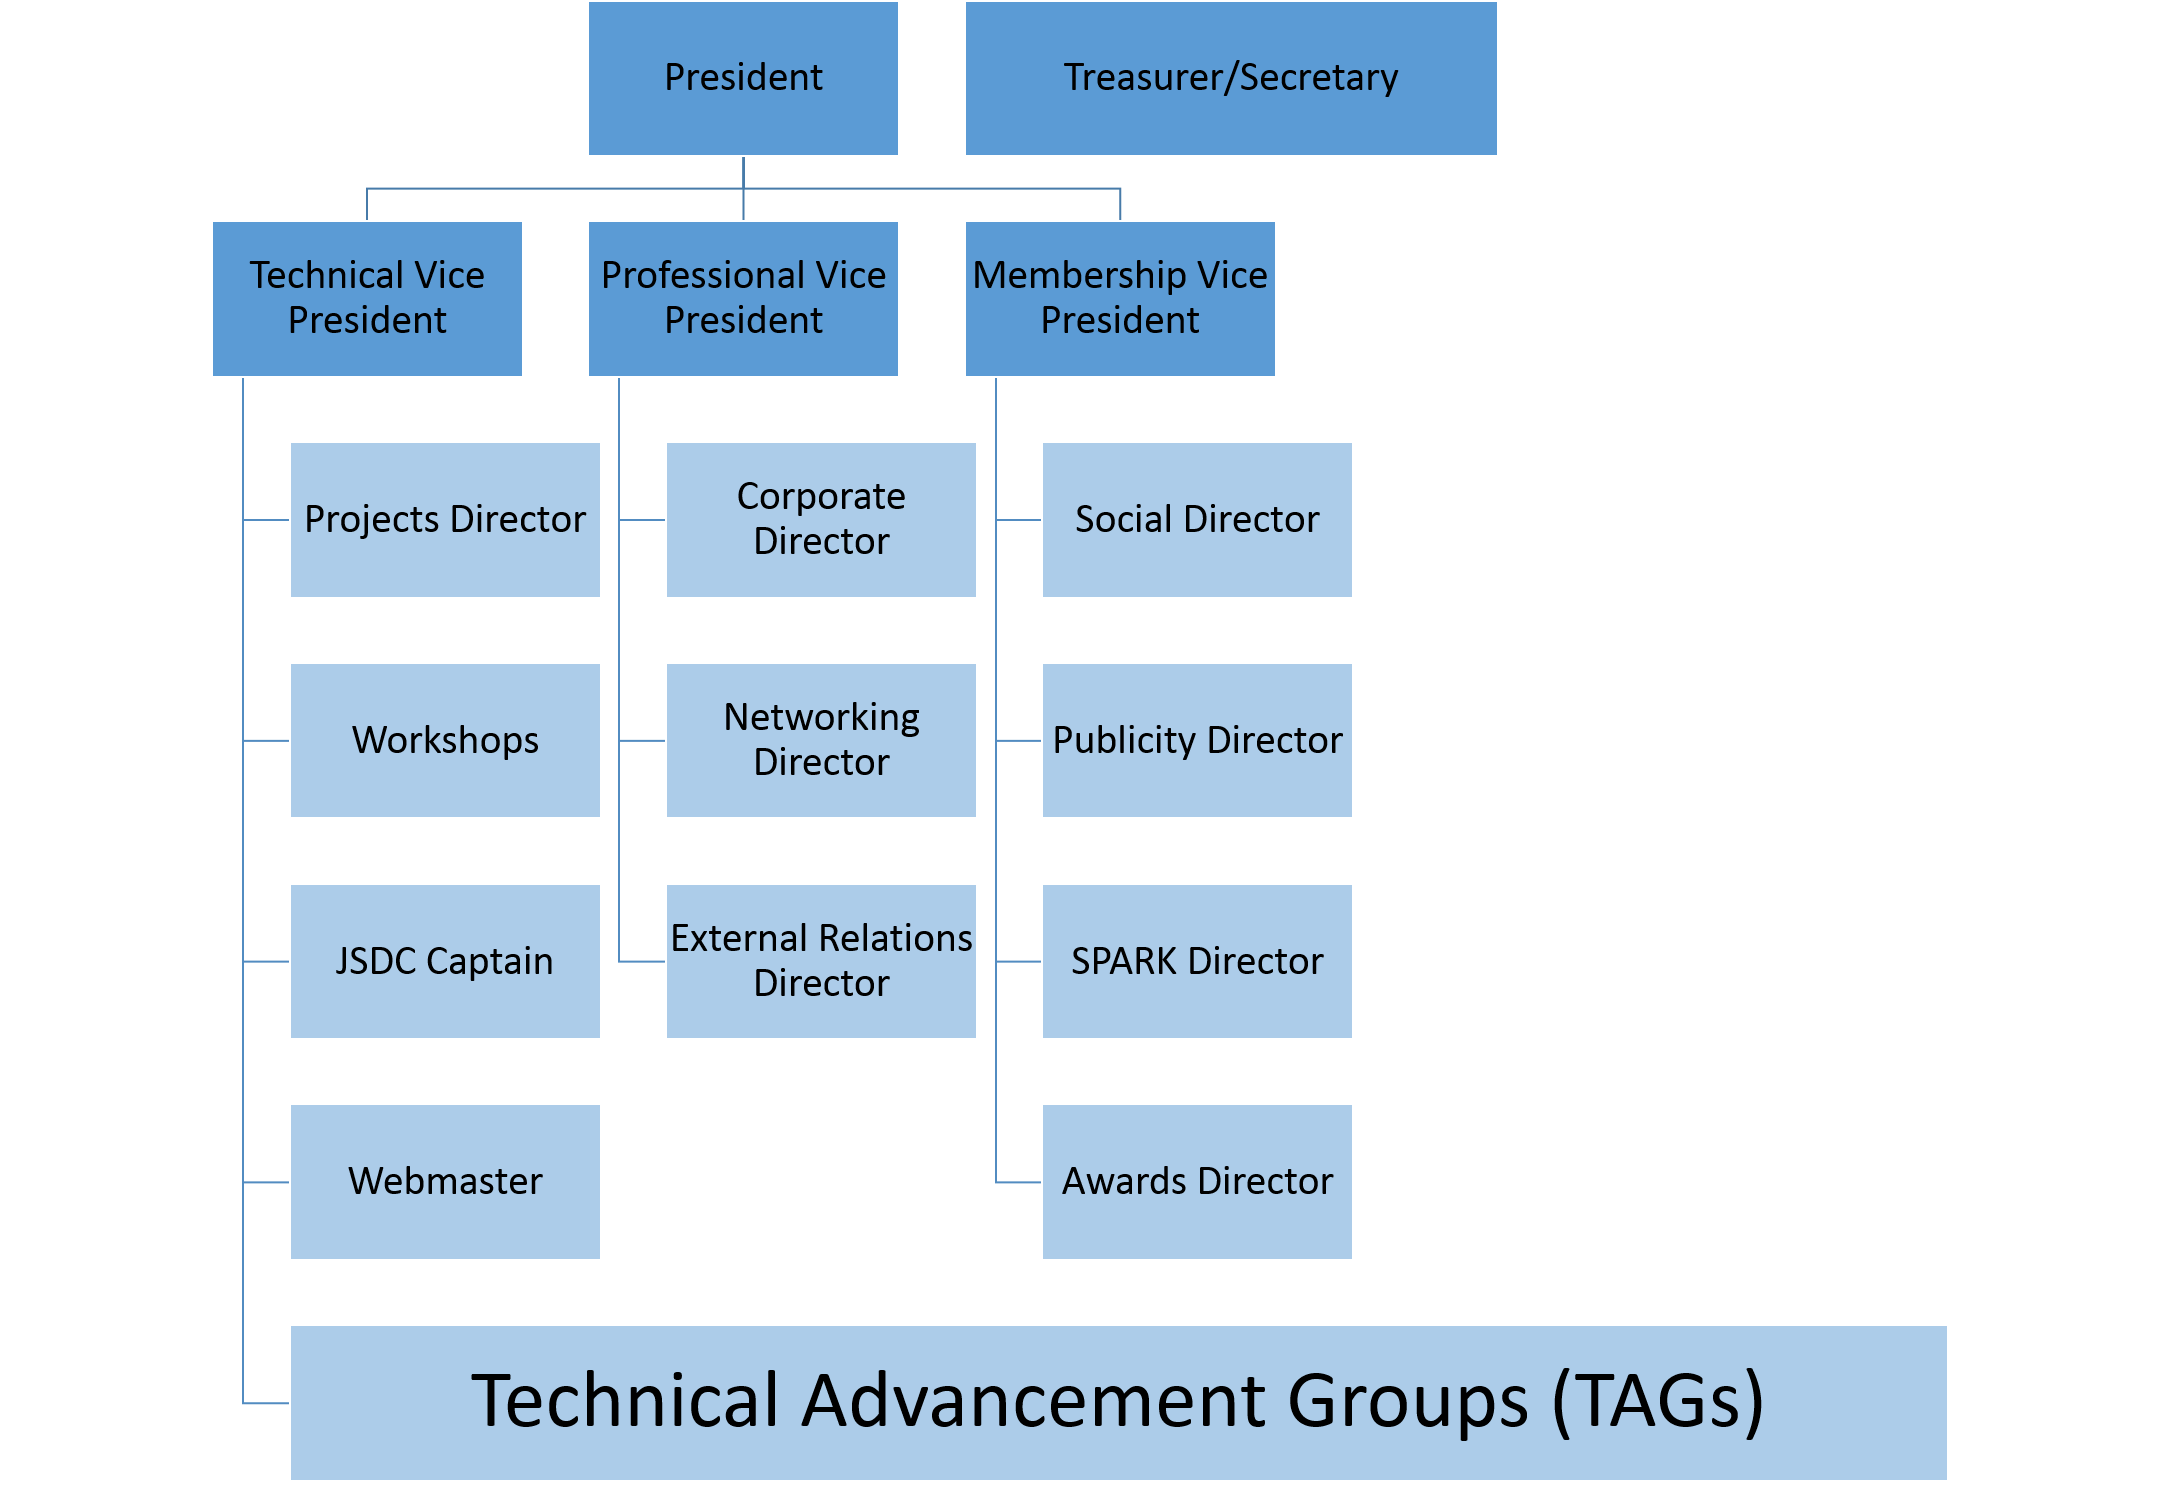 President
Treasurer/Secretary
Technical Vice
President
Professional Vice
President
Membership Vice
President
Projects Director
Corporate
Director
Social Director
Workshops
Networking
Director
Publicity Director
JSDC Captain
External Relations
Director
SPARK Director
Webmaster
Awards Director
Technical Advancement Groups (TAGs)